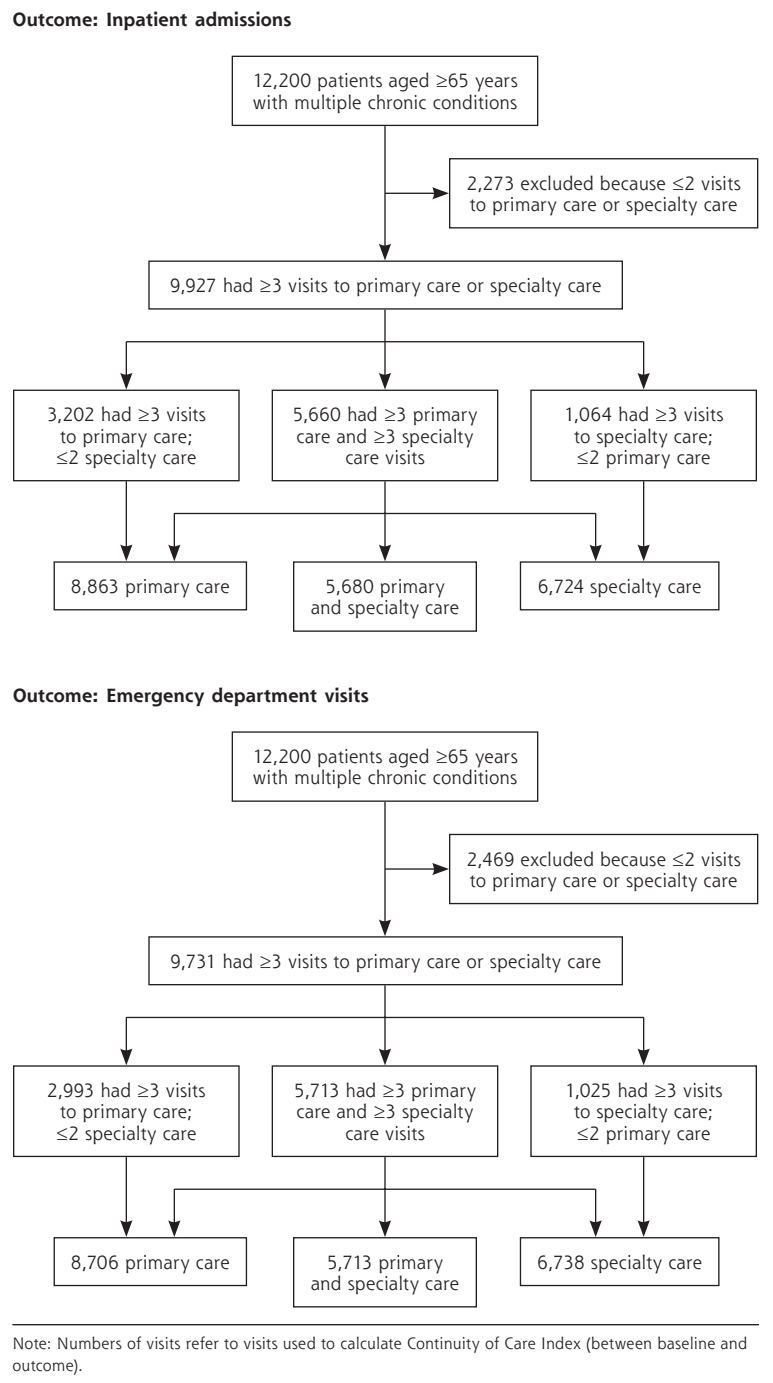 Outcome: Inpatient admissions
12,200 patients aged ≥65 years
with multiple chronic conditions
2,273 excluded because ≤2 visits
to primary care or specialty care
9,927 had ≥3 visits to primary care or specialty care
3,202 had ≥3 visits
to primary care;
≤2 specialty care
5,660 had ≥3 primary
care and ≥3 specialty
care visits
1,064 had ≥3 visits
to specialty care;
≤2 primary care
8,863 primary care
5,680 primary
and specialty care
6,724 specialty care
Outcome: Emergency department visits
12,200 patients aged ≥65 years
with multiple chronic conditions
2,469 excluded because ≤2 visits
to primary care or specialty care
9,731 had ≥3 visits to primary care or specialty care
2,993 had ≥3 visits
to primary care;
≤2 specialty care
5,713 had ≥3 primary
care and ≥3 specialty
care visits
1,025 had ≥3 visits
to specialty care;
≤2 primary care
8,706 primary care
5,713 primary
and specialty care
6,738 specialty care
Note: Numbers of visits refer to visits used to calculate Continuity of Care Index (between baseline and
outcome).